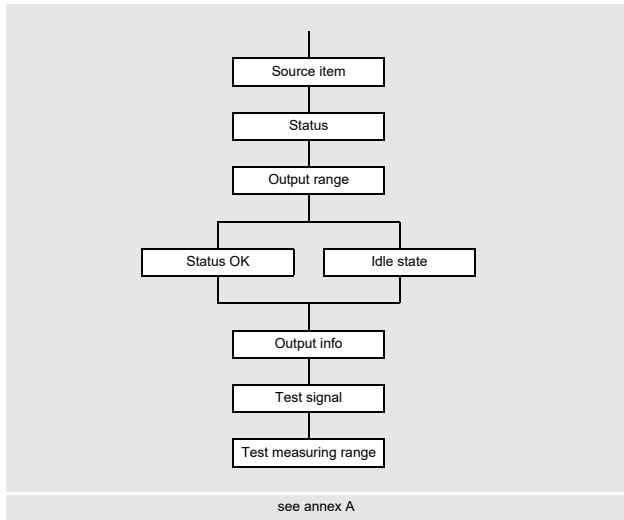 Source item
Status
Output range
Status OK
Idle state
Output info
Test signal
Test measuring range
see annex A